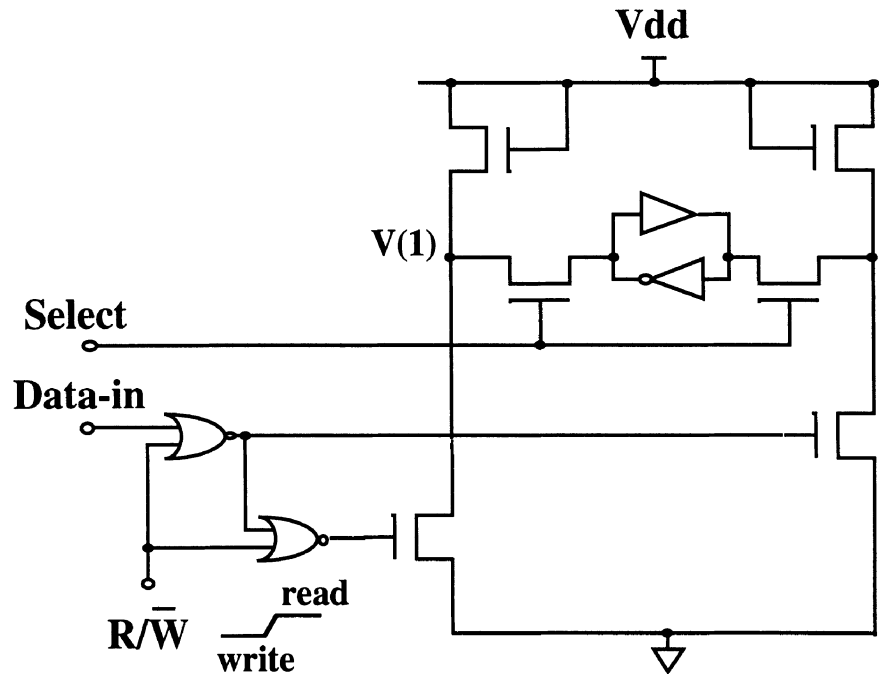 Vdd
V(1)
Select
Data-in
read
R/W̅
write